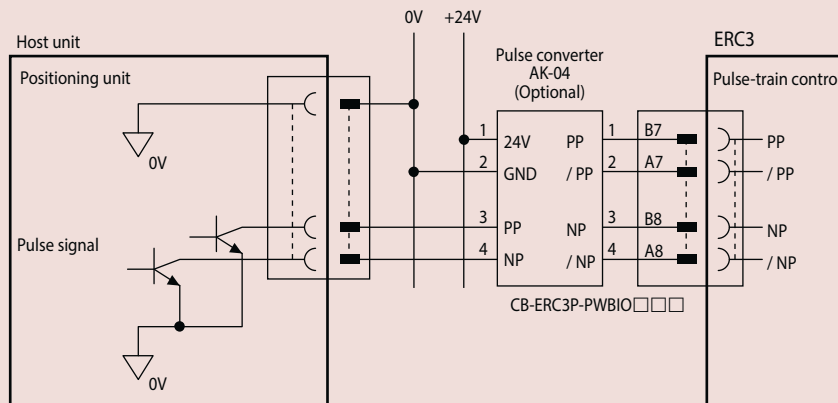 0V +24V
Host unit
ERC3
Positioning unit
Pulse converter
AK-04
(Optional)
Pulse-train control
0V
1 24V PP 1 B7 PP
2 GND / PP 2 A7 / PP
Pulse signal
3 PP NP 3 B8 NP
4 NP / NP 4 A8 / NP
CB-ERC3P-PWBIO□□□
0V